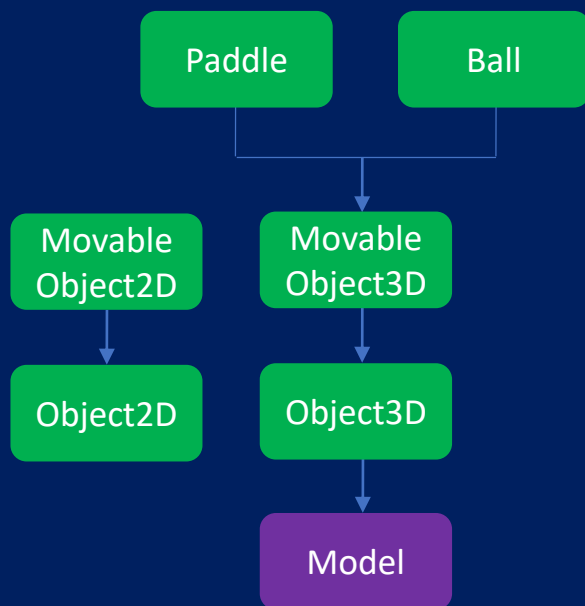 Paddle
Ball
Movable
Object2D
Movable
Object3D
Object2D
Object3D
Model